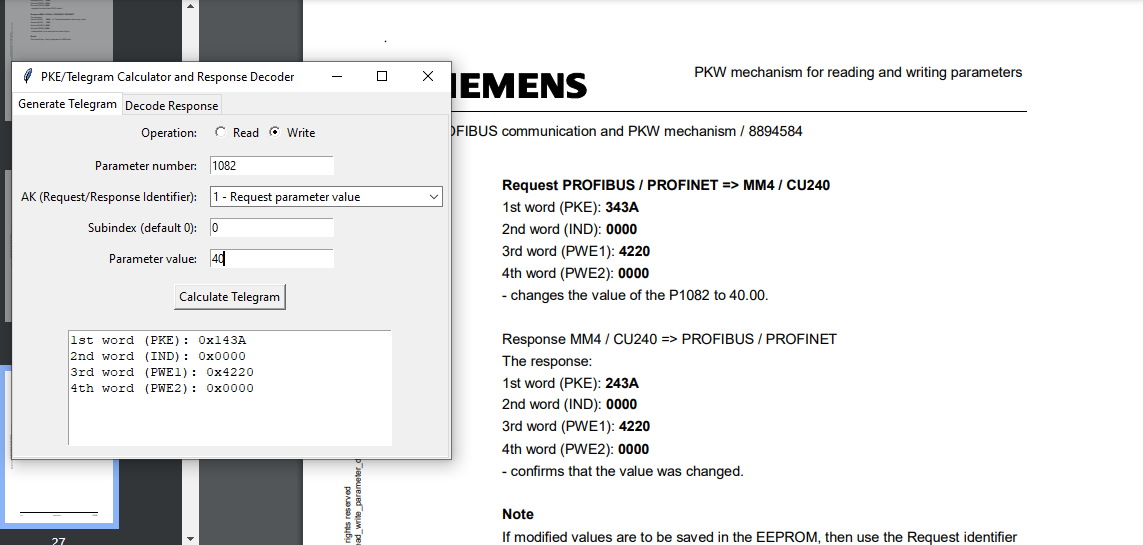 PKE/Telegram Calculator and Response Decoder
Generate Telegram Decode Response
Operation: Read Write
Parameter number: 1082
AK (Request/Response Identifier): 1 - Request parameter value
Subindex (default 0): 0
Parameter value: 40
Calculate Telegram
1st word (PKE): 0x143A
2nd word (IND): 0x0000
3rd word (PWE1): 0x4220
4th word (PWE2): 0x0000
27
IEMENS
PKW mechanism for reading and writing parameters
OFIBUS communication and PKW mechanism / 8894584
Request PROFIBUS / PROFINET => MM4 / CU240
1st word (PKE): 343A
2nd word (IND): 0000
3rd word (PWE1): 4220
4th word (PWE2): 0000
- changes the value of the P1082 to 40.00.
Response MM4 / CU240 => PROFIBUS / PROFINET
The response:
1st word (PKE): 243A
2nd word (IND): 0000
3rd word (PWE1): 4220
4th word (PWE2): 0000
- confirms that the value was changed.
Note
If modified values are to be saved in the EEPROM, then use the Request identifier
rights reserved
ad_write_parameter_